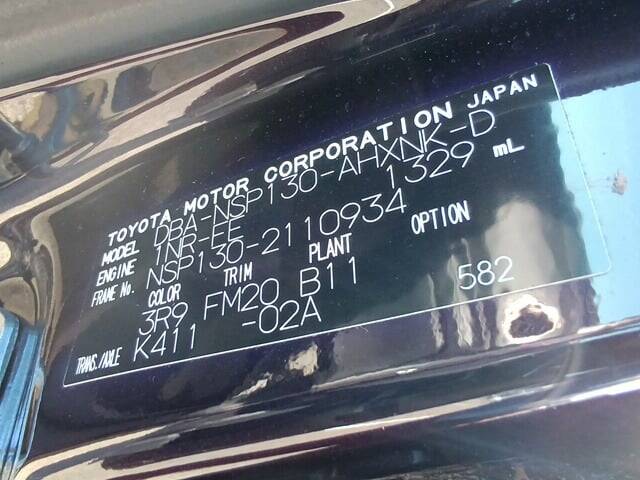 TOYOTA MOTOR CORPORATION JAPAN
MODEL DBA-NSP130-AHXNK-D
ENGINE 1NR-FE 1329 mL
FRAME No. NSP130-2110934
COLOR TRIM PLANT OPTION
3R9 FM20 B11 582
TRANS./AXLE K411 -02A